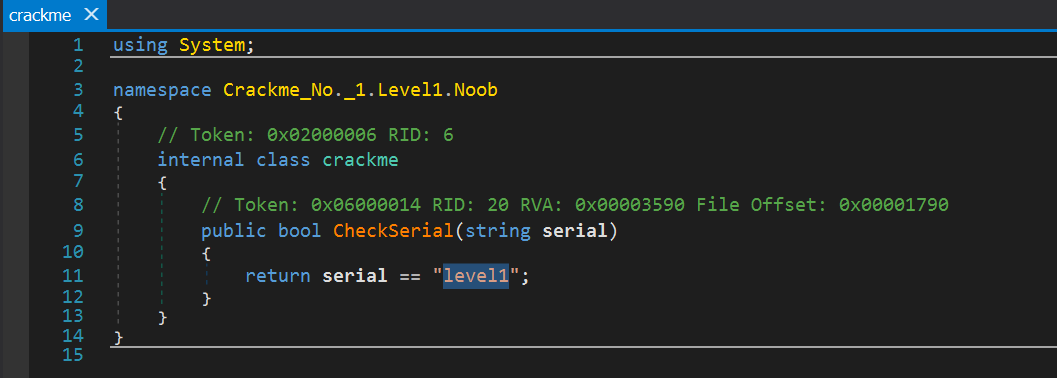 crackme ✕
1 using System;
2
3 namespace Crackme_No._1.Level1.Noob
4 {
5 // Token: 0x02000006 RID: 6
6 internal class crackme
7 {
8 // Token: 0x06000014 RID: 20 RVA: 0x00003590 File Offset: 0x00001790
9 public bool CheckSerial(string serial)
10 {
11 return serial == "level1";
12 }
13 }
14 }
15